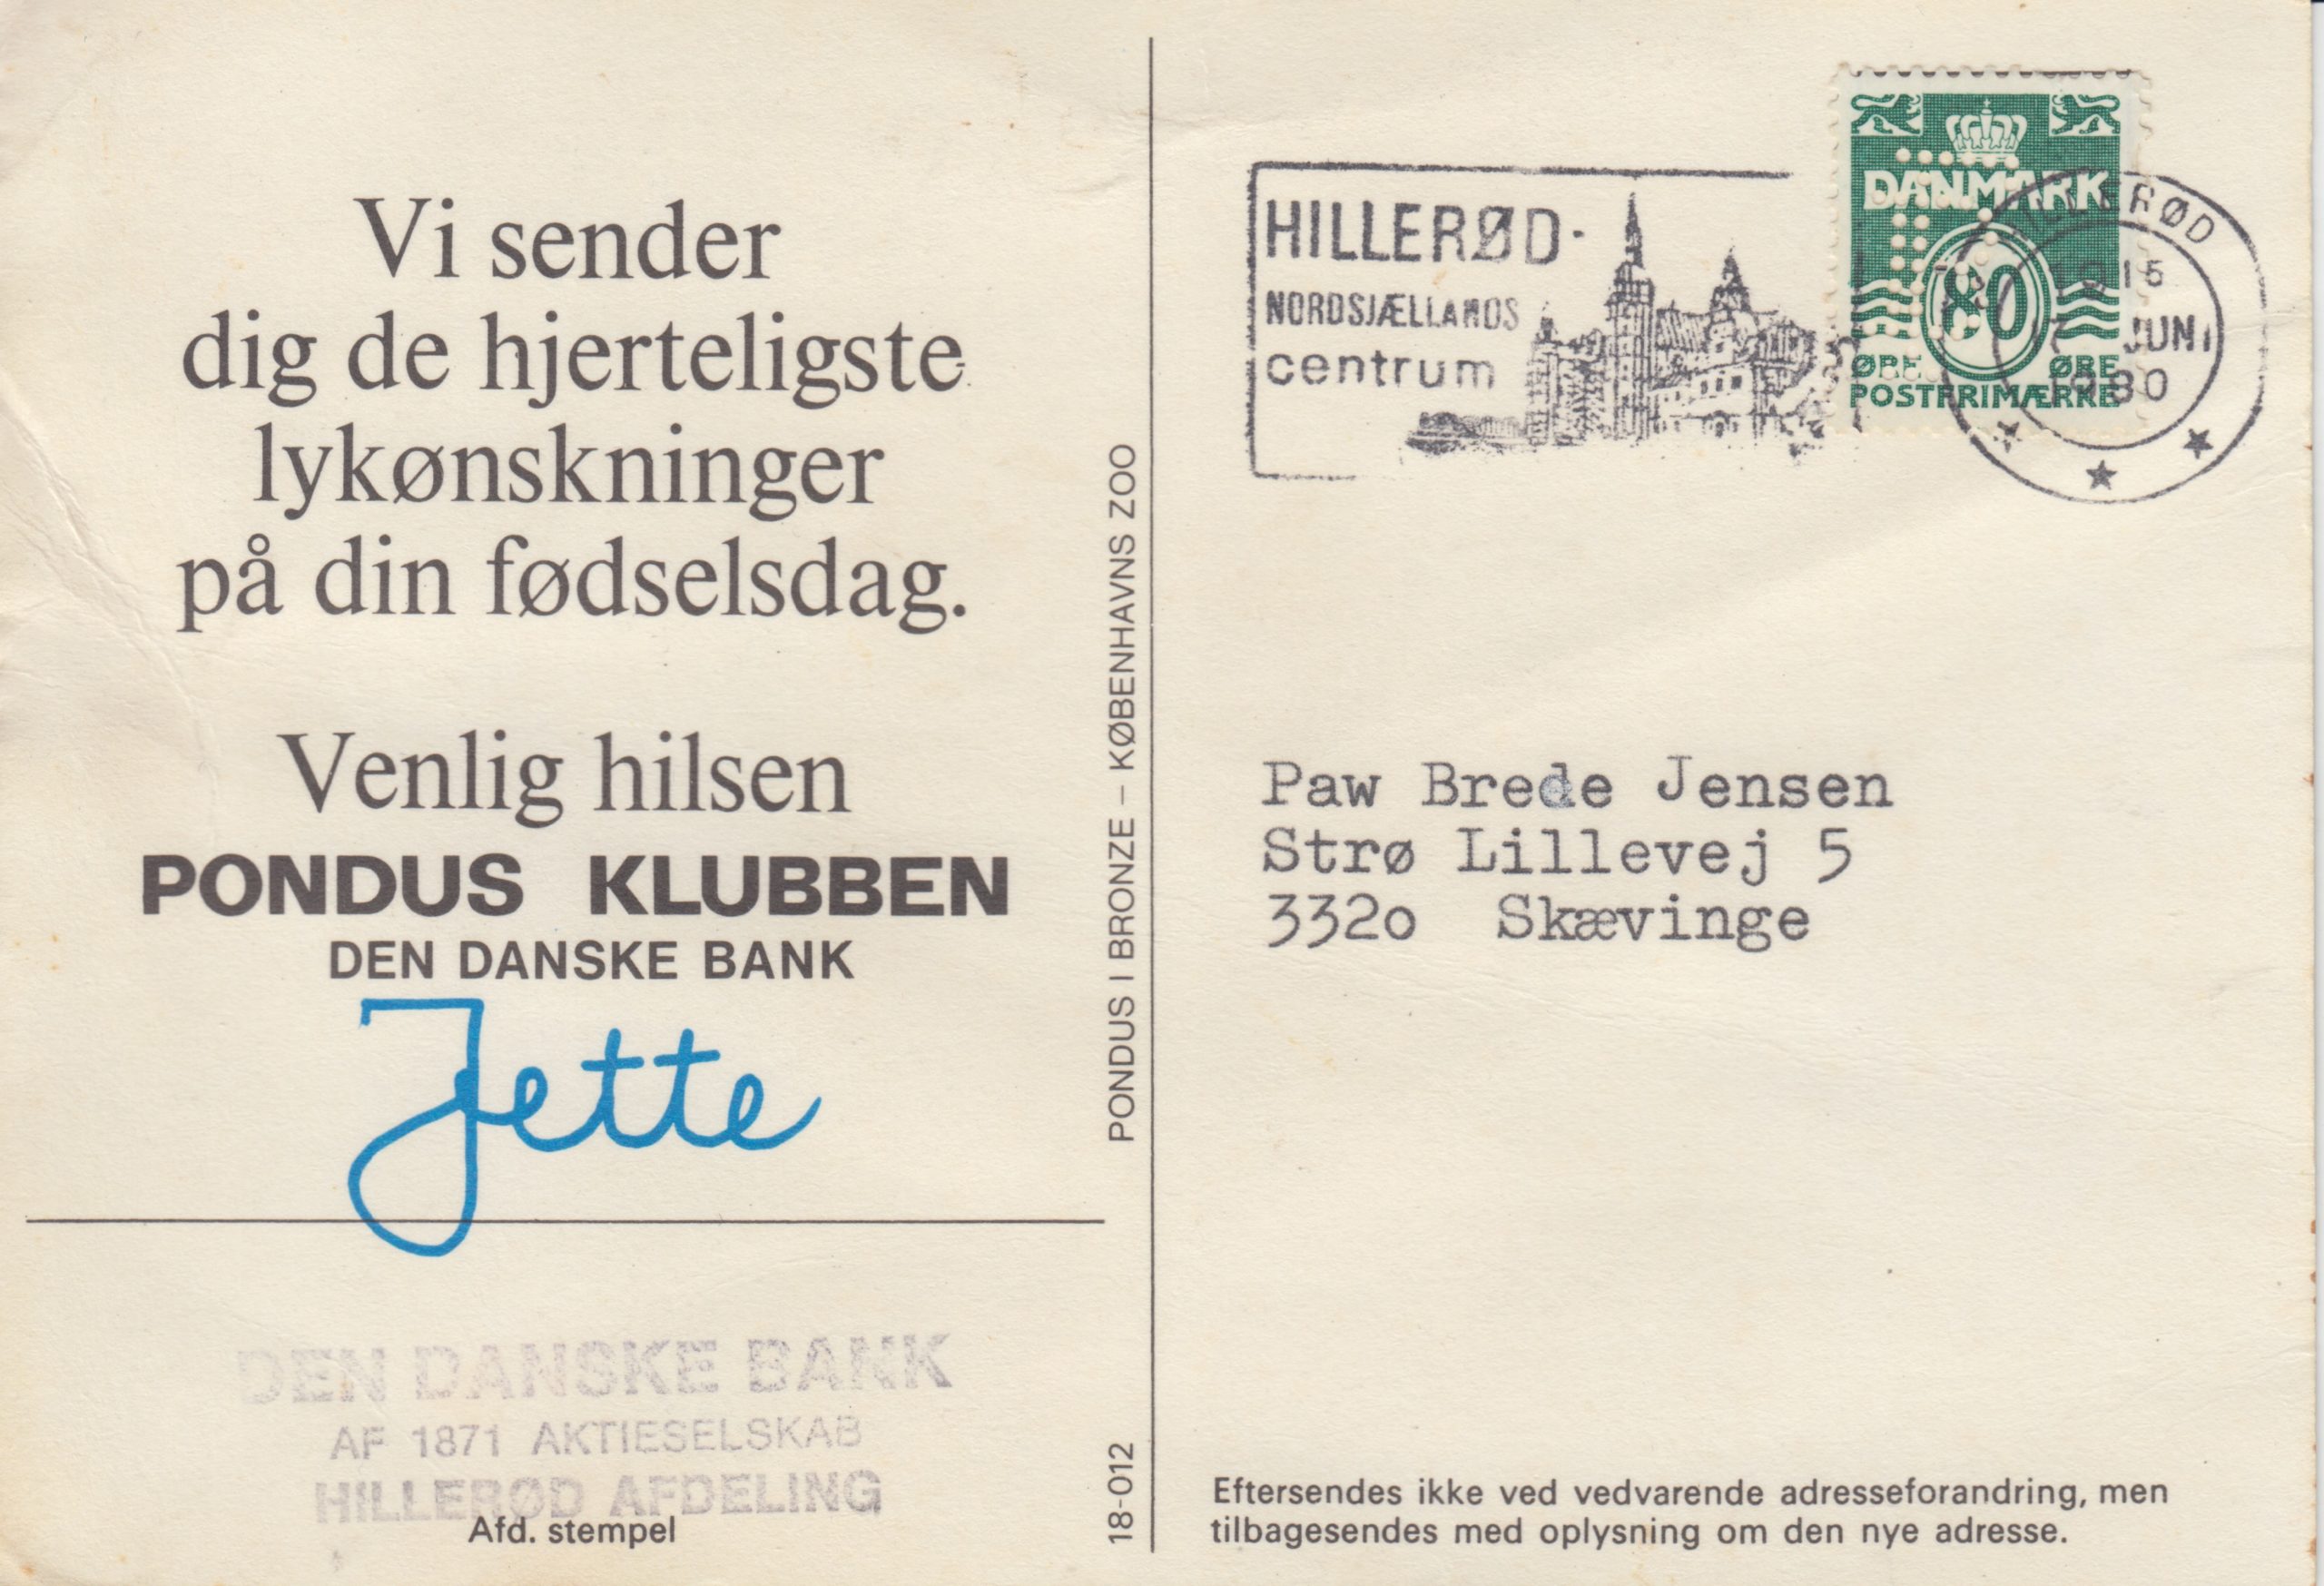 Vi sender
dig de hjerteligste
lykønskninger
på din fødselsdag.
Venlig hilsen
PONDUS KLUBBEN
DEN DANSKE BANK
Jette
DEN DANSKE BANK
AF 1871 AKTIESELSKAB
HILLERØD AFDELING
Afd. stempel
PONDUS I BRONZE – KØBENHAVNS ZOO
18-012
HILLERØD·
NORDSJÆLLANDS
centrum
DANMARK
80
ØRE ØRE
POSTFRIMÆRKE
HILLERØD
JUNI
1980
Paw Brede Jensen
Strø Lillevej 5
332o Skævinge
Eftersendes ikke ved vedvarende adresseforandring, men
tilbagesendes med oplysning om den nye adresse.